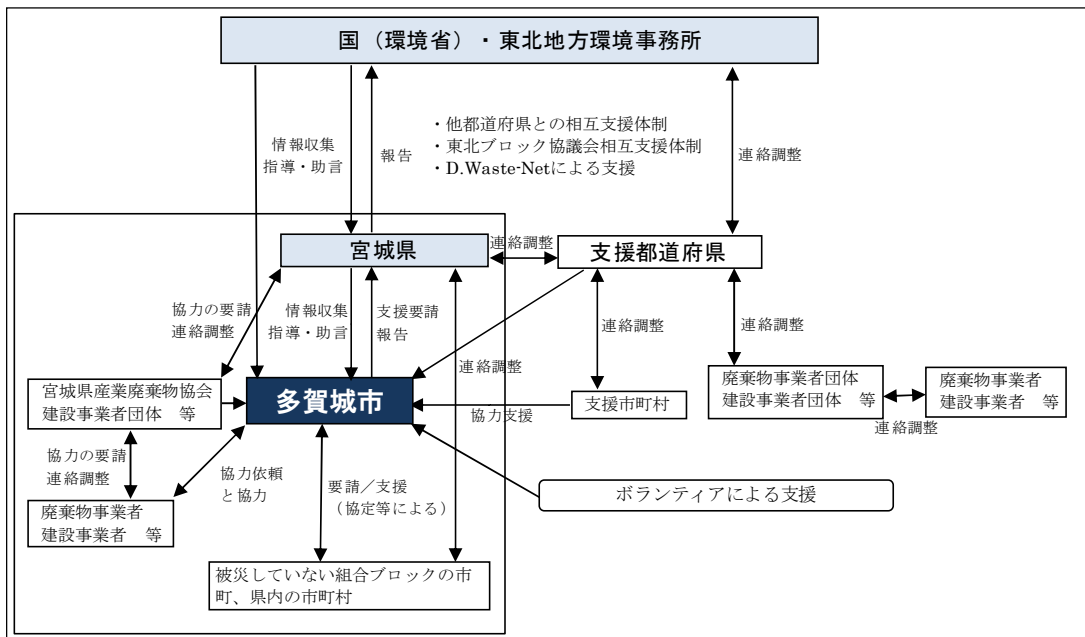 国（環境省）・東北地方環境事務所
情報収集
指導・助言
報告
・他都道府県との相互支援体制
・東北ブロック協議会相互支援体制
・D.Waste-Netによる支援
連絡調整
宮城県
連絡調整
支援都道府県
協力の要請
連絡調整
情報収集
指導・助言
支援要請
報告
連絡調整
連絡調整
連絡調整
宮城県産業廃棄物協会
建設事業者団体　等
多賀城市
協力支援
支援市町村
廃棄物事業者団体
建設事業者団体　等
廃棄物事業者
建設事業者　等
連絡調整
協力の要請
連絡調整
協力依頼
と協力
要請／支援
（協定等による）
ボランティアによる支援
廃棄物事業者
建設事業者　等
被災していない組合ブロックの市
町、県内の市町村